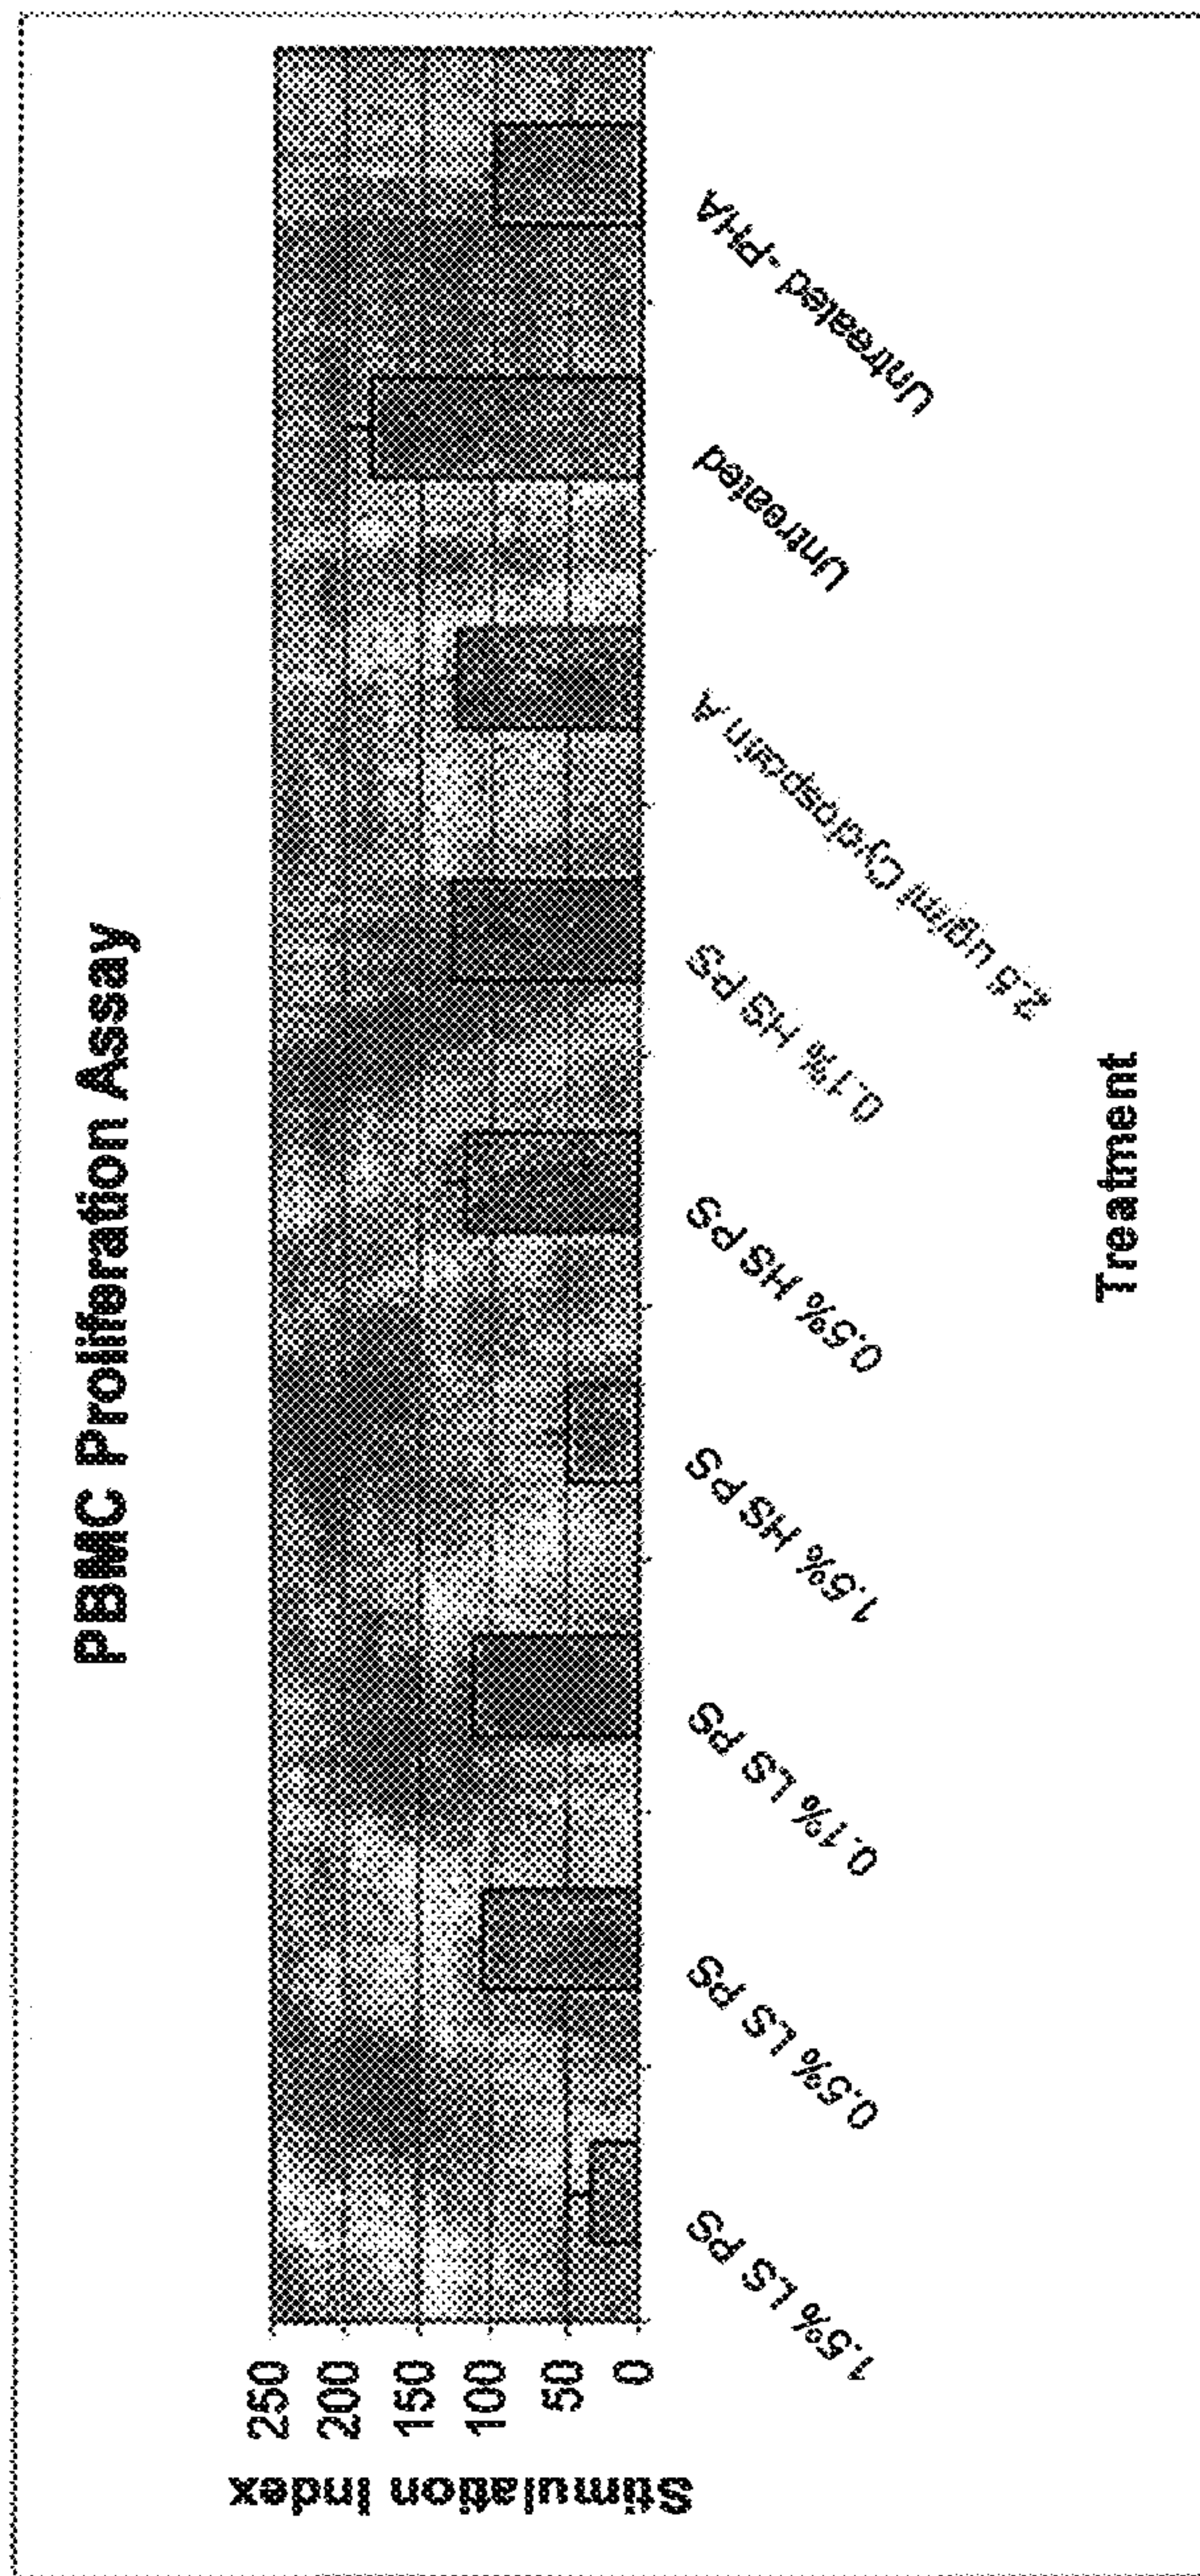 PBMC Proliferation Assay
Stimulation Index
250
200
150
100
50
0
1.5% LS PS
0.5% LS PS
0.1% LS PS
1.5% HS PS
0.5% HS PS
0.1% HS PS
2.5 ug/ml Cyclosporin A
Untreated
Untreated -PHA
Treatment